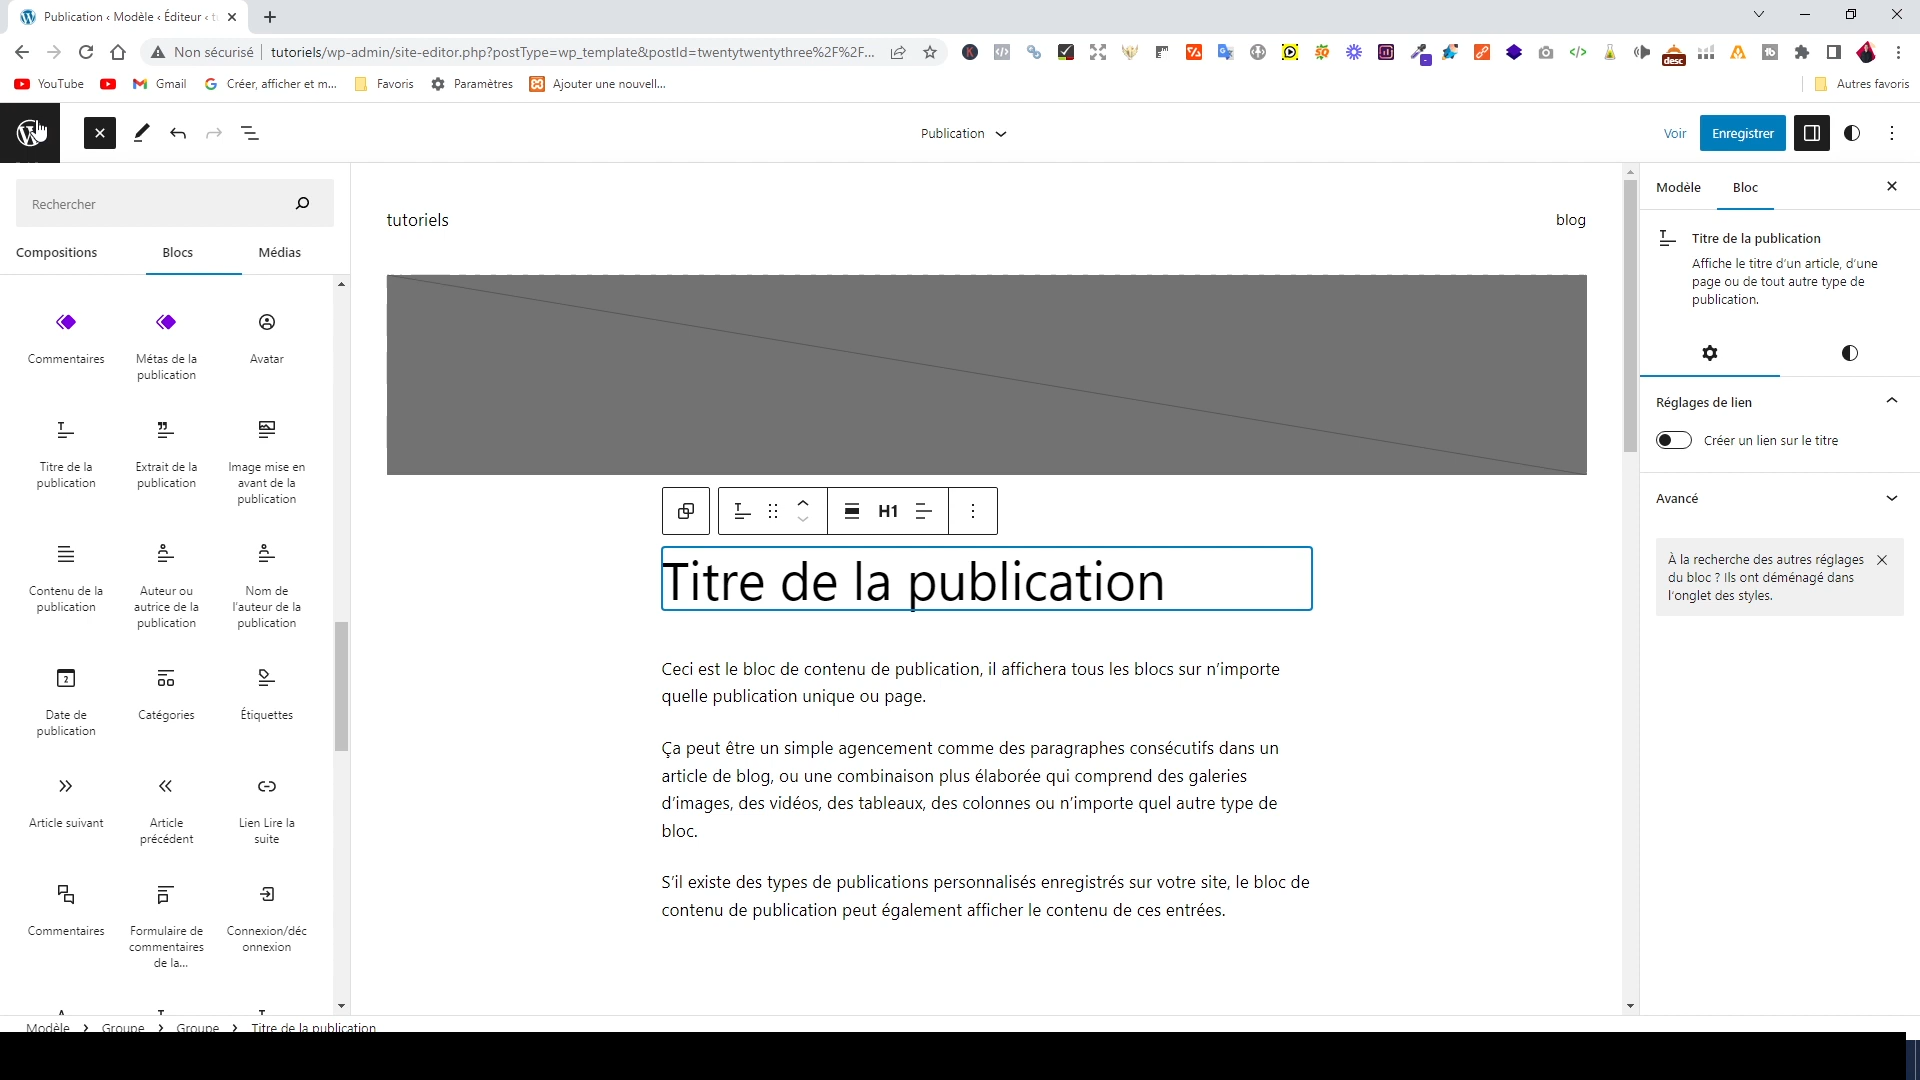 Publication ‹ Modèle ‹ Éditeur ‹ t
Non sécurisé
tutoriels/wp-admin/site-editor.php?postType=wp_template&postId=twentytwentythree%2F%2F...
desc
YouTube
Gmail
Créer, afficher et m...
Favoris
Paramètres
Ajouter une nouvell...
Autres favoris
Publication
Voir
Enregistrer
Rechercher
Compositions
Blocs
Médias
Commentaires
Métas de la
publication
Avatar
Titre de la
publication
Extrait de la
publication
Image mise en
avant de la
publication
Contenu de la
publication
Auteur ou
autrice de la
publication
Nom de
l'auteur de la
publication
2
Date de
publication
Catégories
Étiquettes
Article suivant
Article
précédent
Lien Lire la
suite
Commentaires
Formulaire de
commentaires
de la...
Connexion/déc
onnexion
tutoriels
blog
H1
Titre de la publication
Ceci est le bloc de contenu de publication, il affichera tous les blocs sur n’importe
quelle publication unique ou page.
Ça peut être un simple agencement comme des paragraphes consécutifs dans un
article de blog, ou une combinaison plus élaborée qui comprend des galeries
d’images, des vidéos, des tableaux, des colonnes ou n’importe quel autre type de
bloc.
S’il existe des types de publications personnalisés enregistrés sur votre site, le bloc de
contenu de publication peut également afficher le contenu de ces entrées.
Modèle
Bloc
Titre de la publication
Affiche le titre d’un article, d’une
page ou de tout autre type de
publication.
Réglages de lien
Créer un lien sur le titre
Avancé
À la recherche des autres réglages
du bloc ? Ils ont déménagé dans
l’onglet des styles.
Modèle > Groupe > Groupe > Titre de la publication